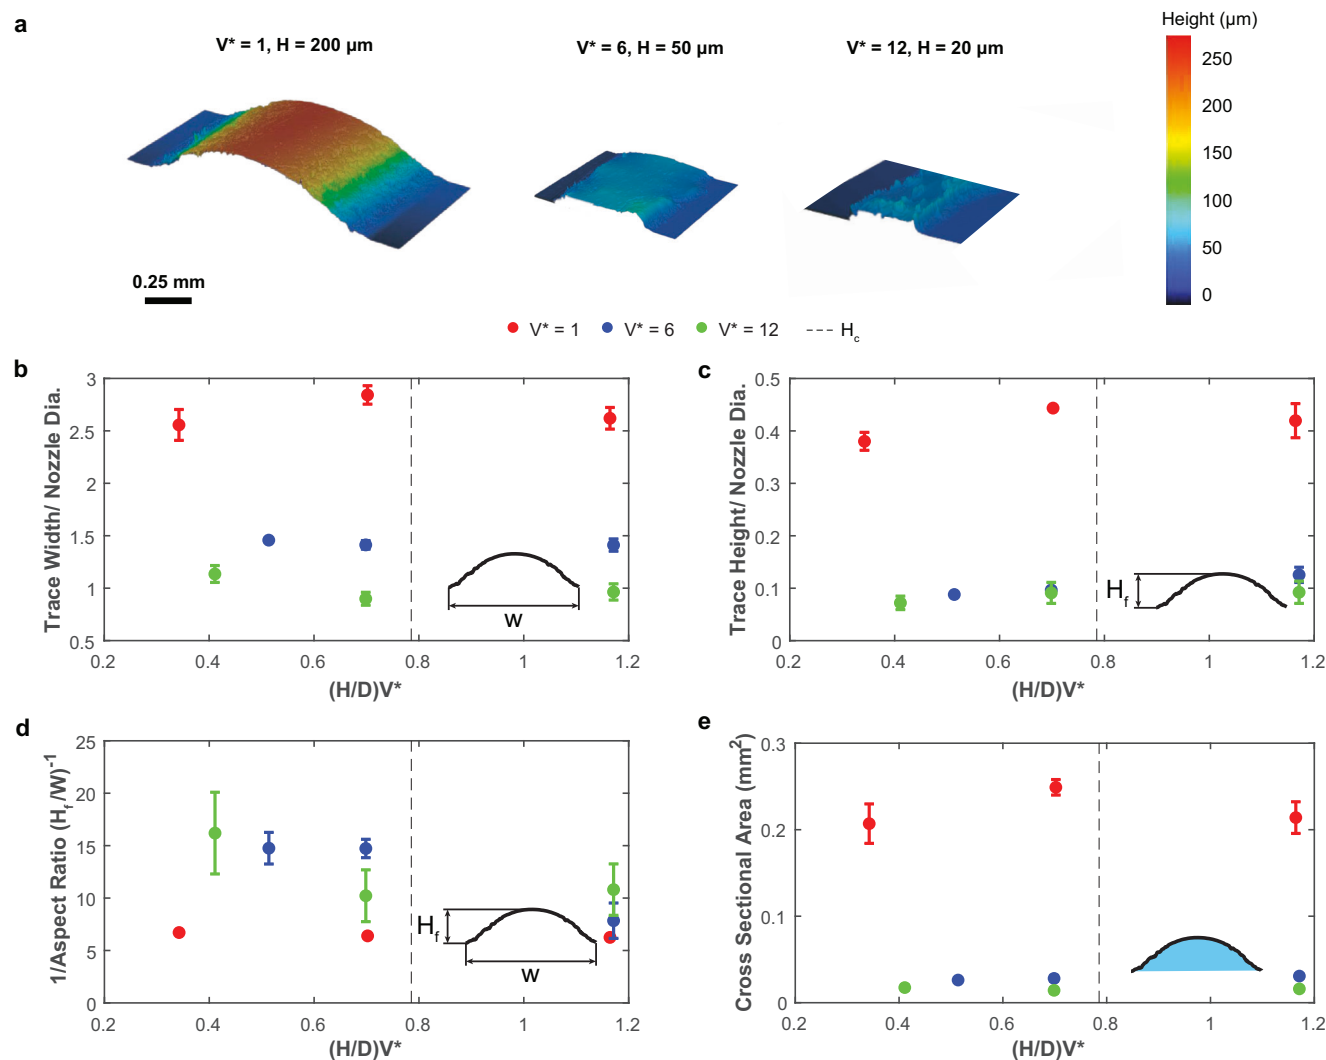 a
V* = 1, H = 200 μm
V* = 6, H = 50 μm
V* = 12, H = 20 μm
Height (μm)
250
200
150
100
50
0
0.25 mm
V* = 1
V* = 6
V* = 12
--- H_c
b
Trace Width/ Nozzle Dia.
3
2.5
2
1.5
1
0.5
0.2
0.4
0.6
0.8
1
1.2
(H/D)V*
W
c
Trace Height/ Nozzle Dia.
0.5
0.4
0.3
0.2
0.1
0
0.2
0.4
0.6
0.8
1
1.2
(H/D)V*
H_f
d
1/Aspect Ratio (H_f/W)^-1
25
20
15
10
5
0
0.2
0.4
0.6
0.8
1
1.2
(H/D)V*
H_f
W
e
Cross Sectional Area (mm²)
0.3
0.2
0.1
0
0.2
0.4
0.6
0.8
1
1.2
(H/D)V*